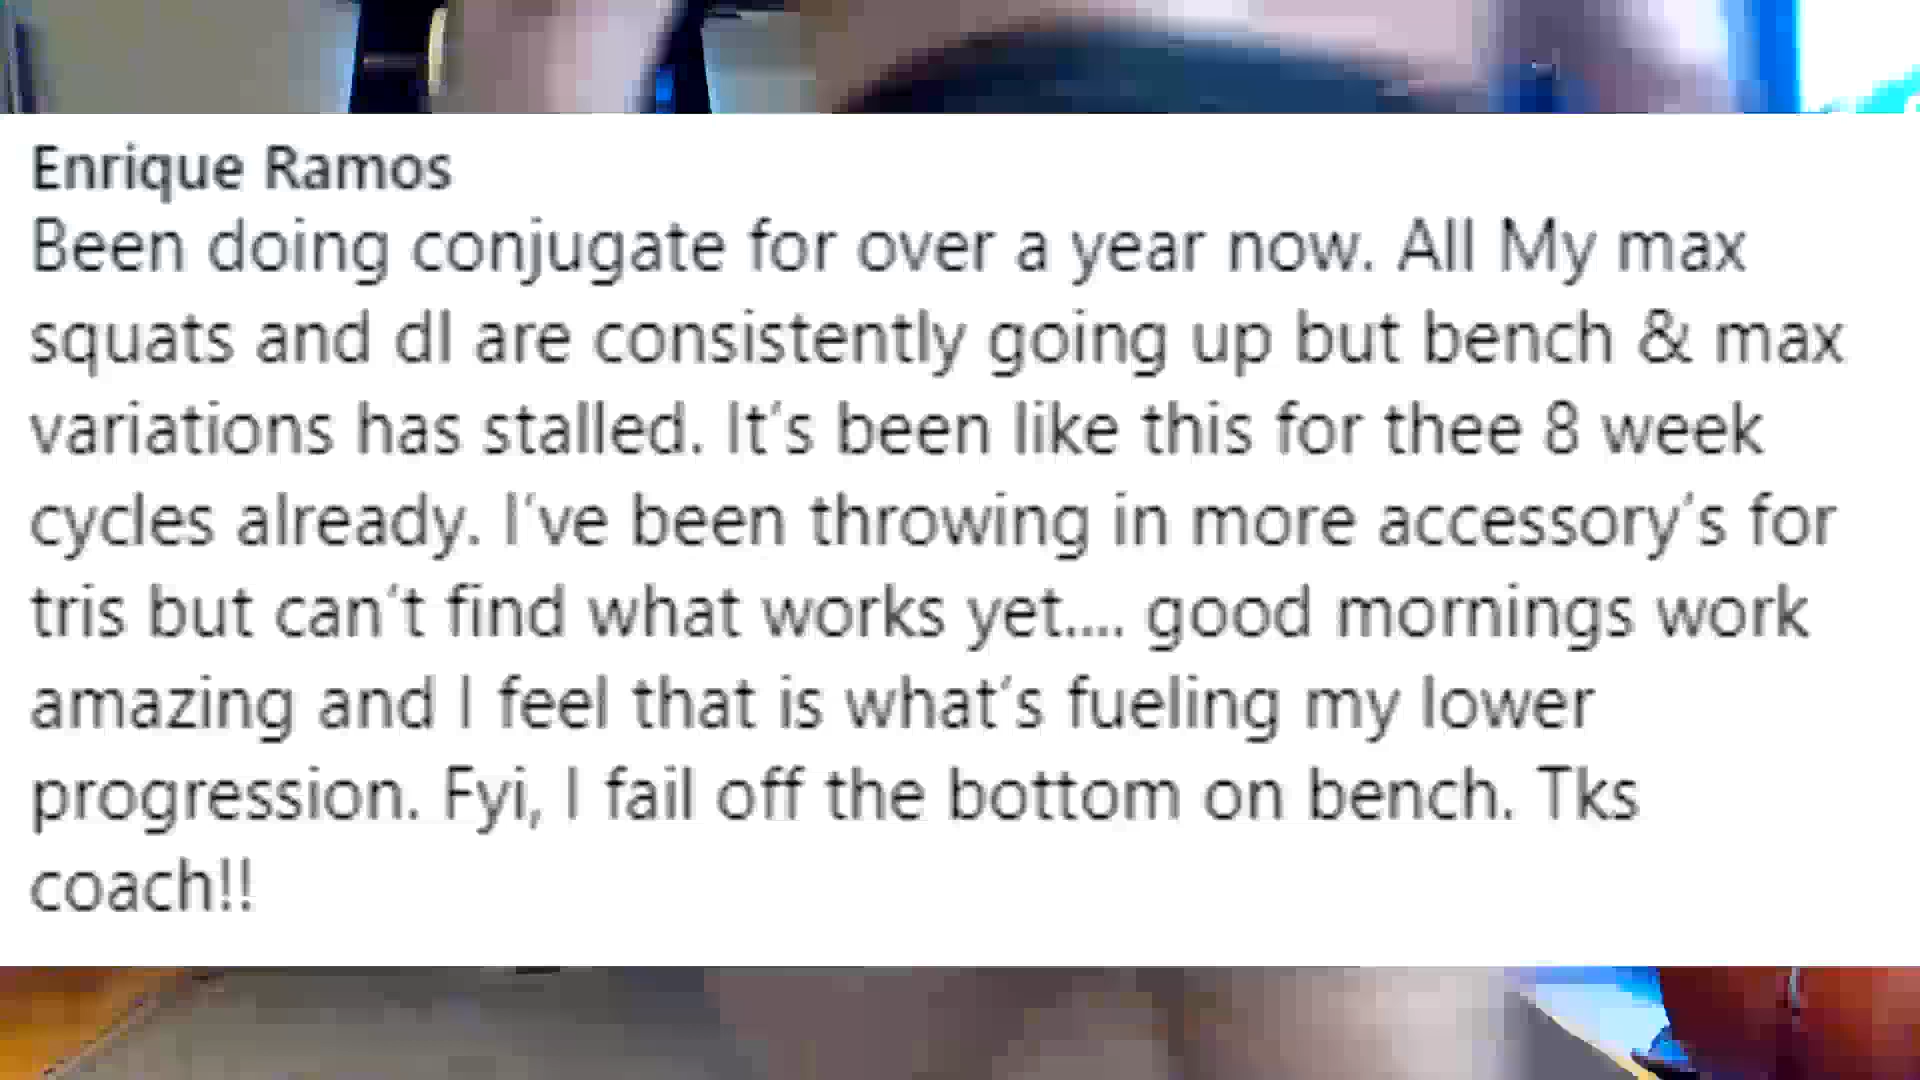 Enrique Ramos
Been doing conjugate for over a year now. All My max
squats and dl are consistently going up but bench & max
variations has stalled. It's been like this for thee 8 week
cycles already. I've been throwing in more accessory's for
tris but can't find what works yet.... good mornings work
amazing and I feel that is what's fueling my lower
progression. Fyi, I fail off the bottom on bench. Tks
coach!!